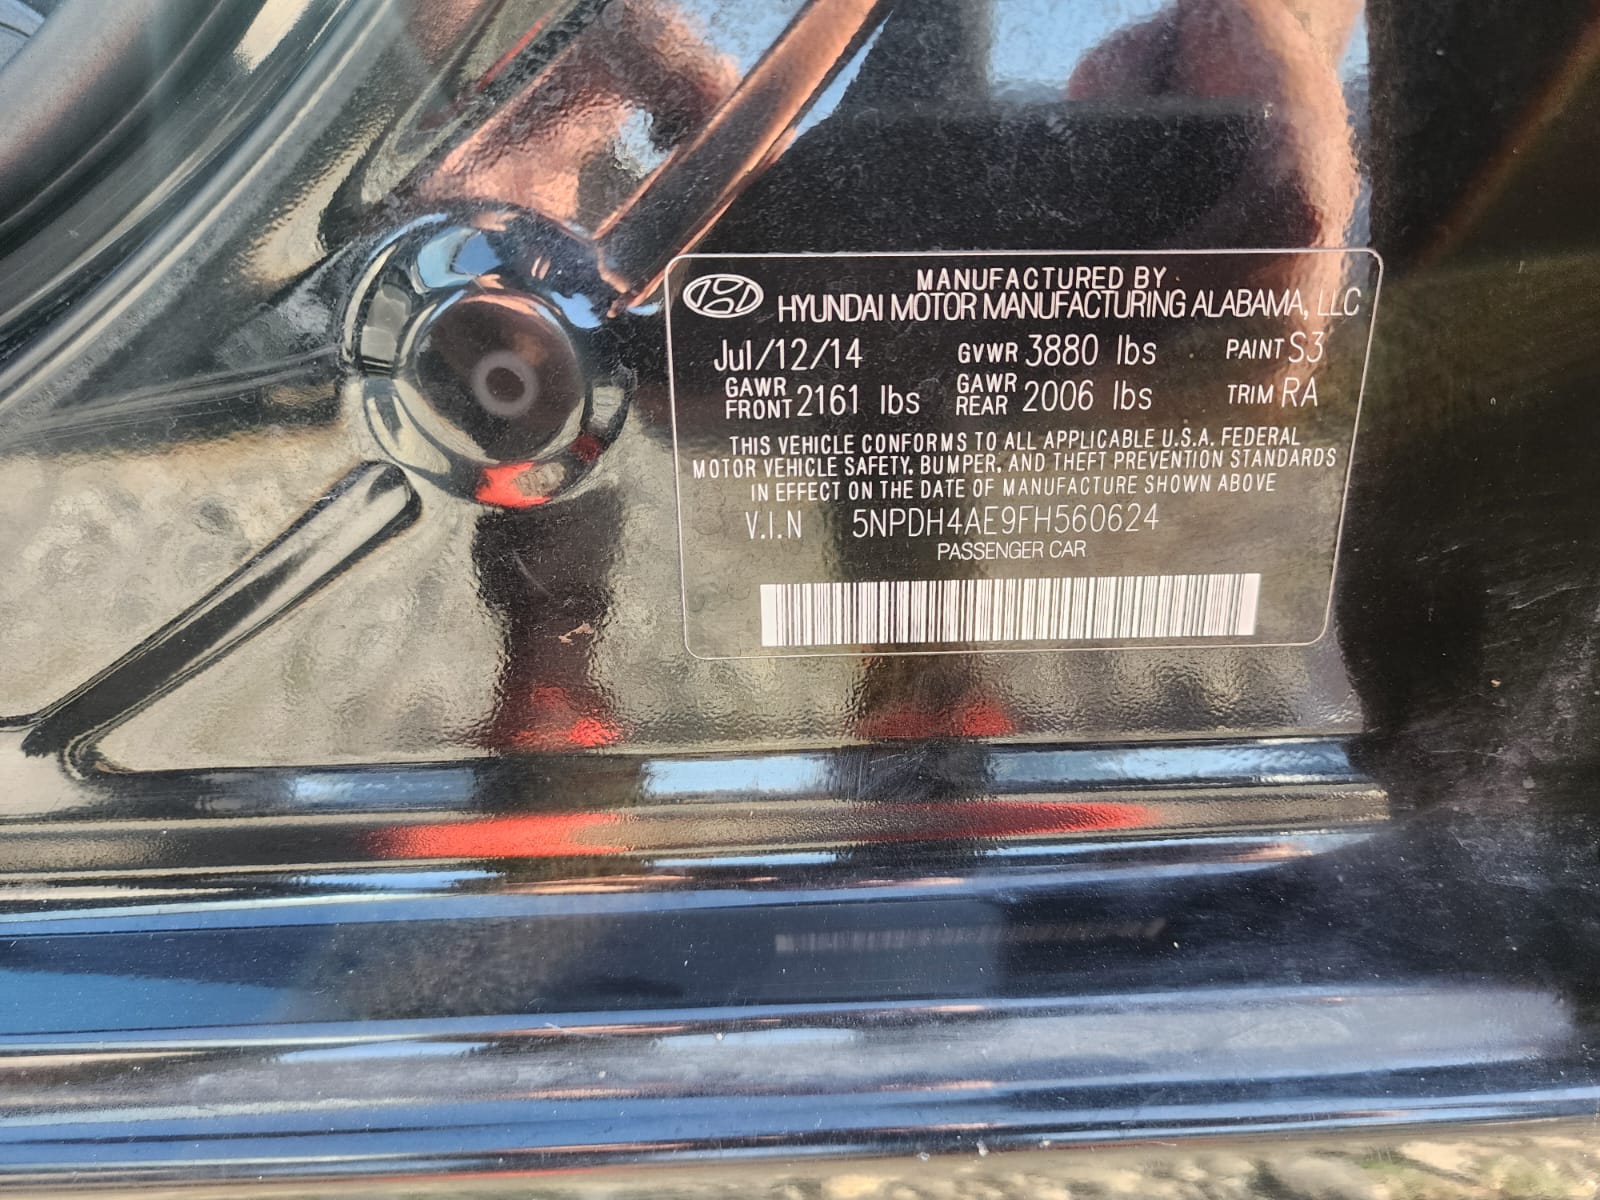 MANUFACTURED BY
HYUNDAI MOTOR MANUFACTURING ALABAMA, LLC
Jul/12/14 GVWR 3880 lbs PAINT S3
GAWR FRONT 2161 lbs GAWR REAR 2006 lbs TRIM RA
THIS VEHICLE CONFORMS TO ALL APPLICABLE U.S.A. FEDERAL
MOTOR VEHICLE SAFETY, BUMPER, AND THEFT PREVENTION STANDARDS
IN EFFECT ON THE DATE OF MANUFACTURE SHOWN ABOVE
V.I.N 5NPDH4AE9FH560624
PASSENGER CAR